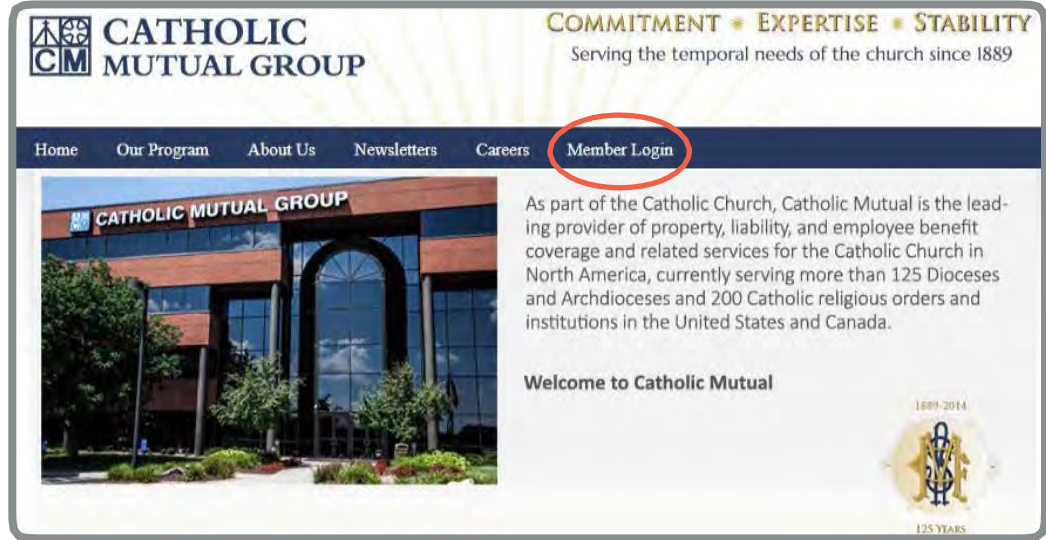 CM
CATHOLIC
MUTUAL GROUP
COMMITMENT • EXPERTISE • STABILITY
Serving the temporal needs of the church since 1889
Home Our Program About Us Newsletters Careers Member Login
CM CATHOLIC MUTUAL GROUP
As part of the Catholic Church, Catholic Mutual is the lead-
ing provider of property, liability, and employee benefit
coverage and related services for the Catholic Church in
North America, currently serving more than 125 Dioceses
and Archdioceses and 200 Catholic religious orders and
institutions in the United States and Canada.
Welcome to Catholic Mutual
1889-2014
125 YEARS